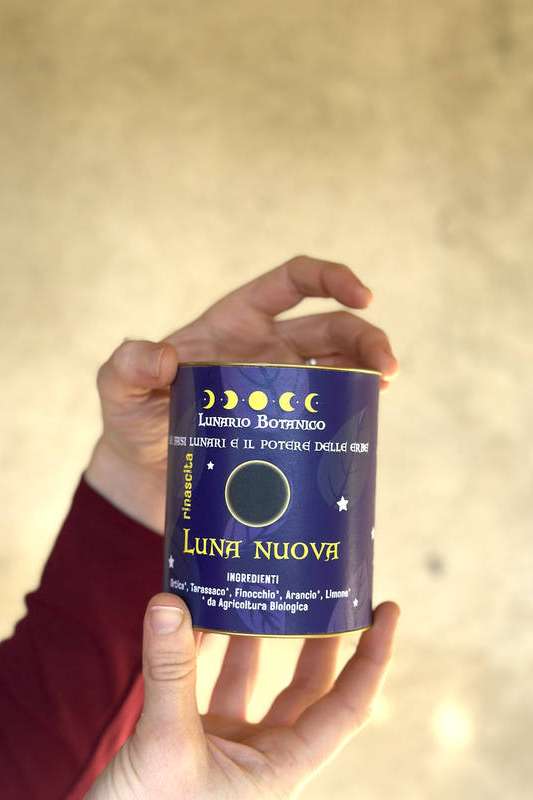 Lunario Botanico
fasi lunari e il potere delle erbe
rinascita
Luna nuova
INGREDIENTI
Ortica*, Tarassaco*, Finocchio*, Arancio*, Limone*
* da Agricoltura Biologica